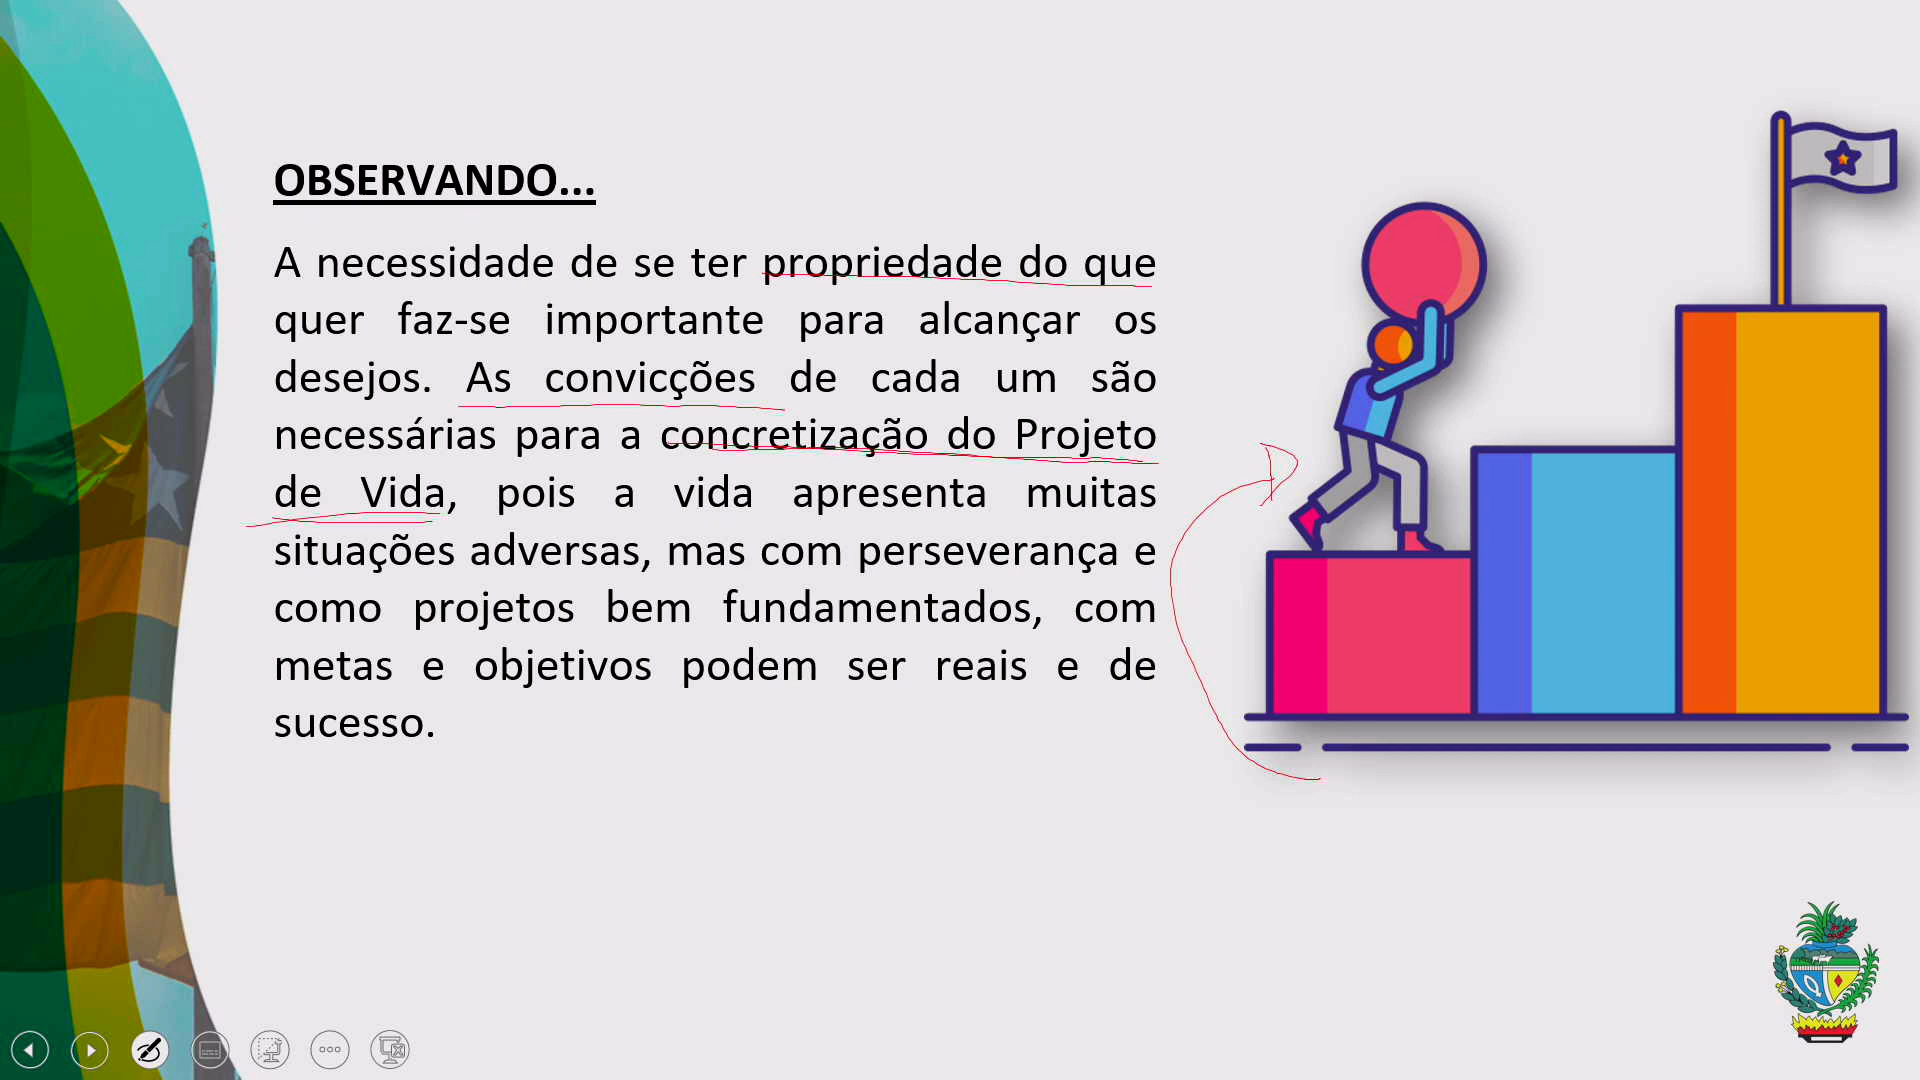 OBSERVANDO...
A necessidade de se ter propriedade do que
quer faz-se importante para alcançar os
desejos. As convicções de cada um são
necessárias para a concretização do Projeto
de Vida, pois a vida apresenta muitas
situações adversas, mas com perseverança e
como projetos bem fundamentados, com
metas e objetivos podem ser reais e de
sucesso.